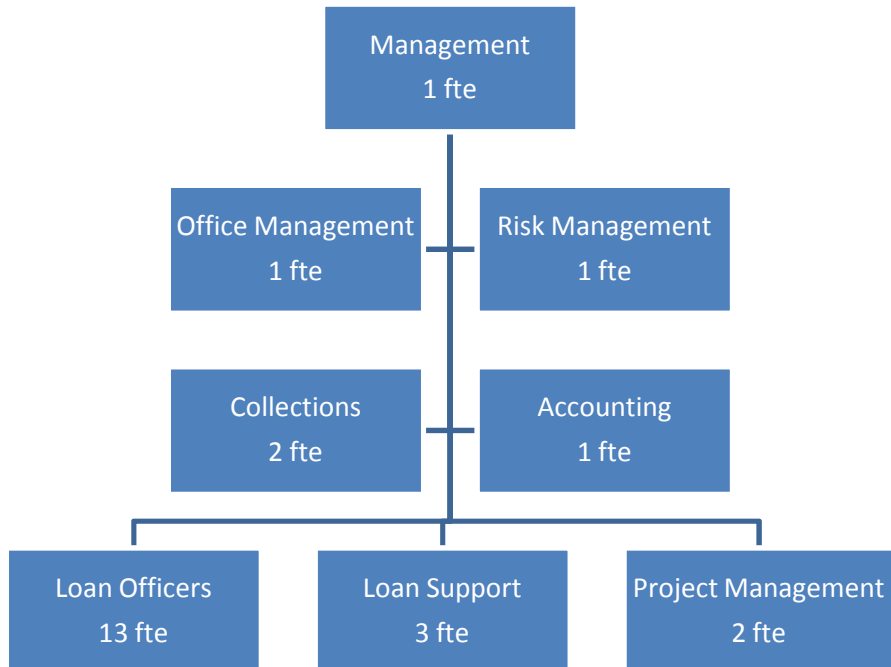 Management
1 fte
Office Management
1 fte
Risk Management
1 fte
Collections
2 fte
Accounting
1 fte
Loan Officers
13 fte
Loan Support
3 fte
Project Management
2 fte